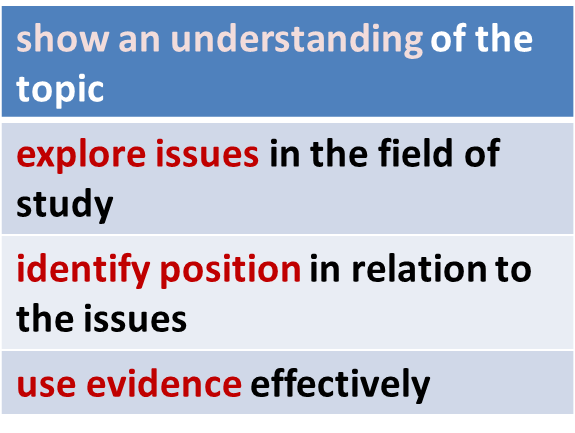 show an understanding of the
topic
explore issues in the field of
study
identify position in relation to
the issues
use evidence effectively